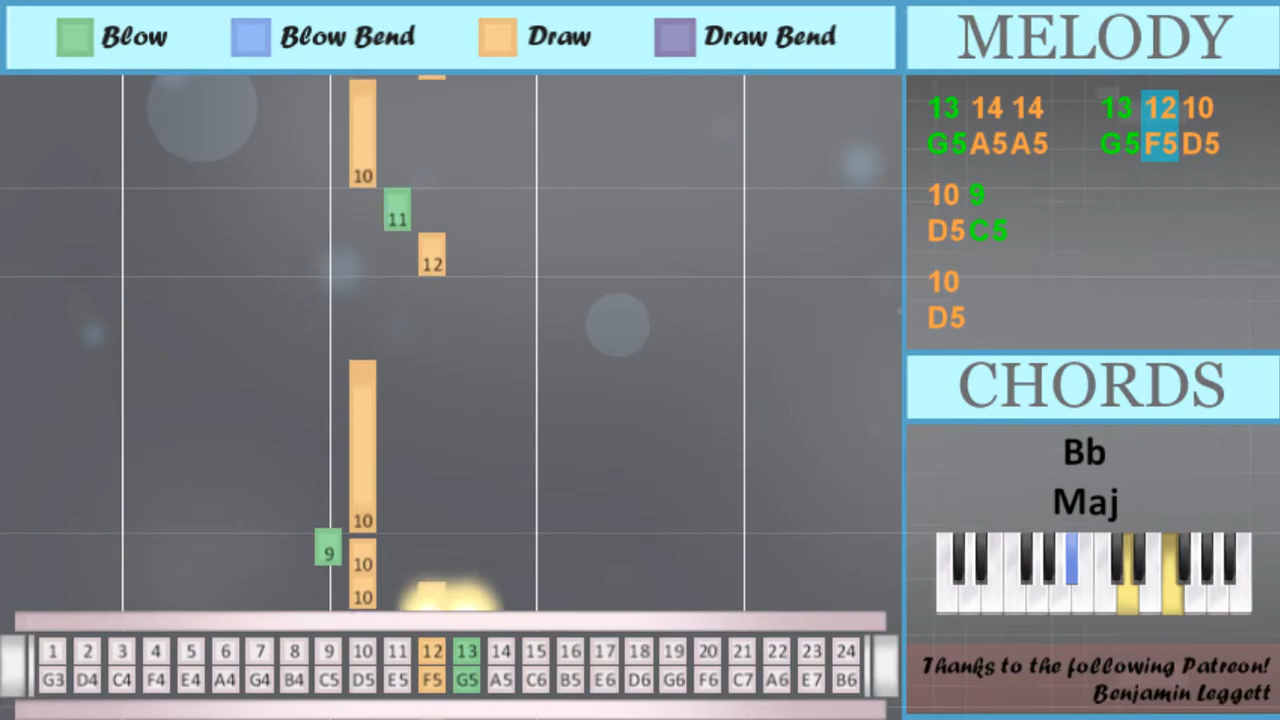 Blow Blow Bend Draw Draw Bend
MELODY
13 14 14 13 12 10
G5 A5 A5 G5 F5 D5
10 9
D5 C5
10
D5
10
11
12
10
9
10
10
CHORDS
Bb
Maj
Thanks to the following Patreon!
Benjamin Leggett
1 2 3 4 5 6 7 8 9 10 11 12 13 14 15 16 17 18 19 20 21 22 23 24
G3 D4 C4 F4 E4 A4 G4 B4 C5 D5 E5 F5 G5 A5 C6 B5 E6 D6 G6 F6 C7 A6 E7 B6